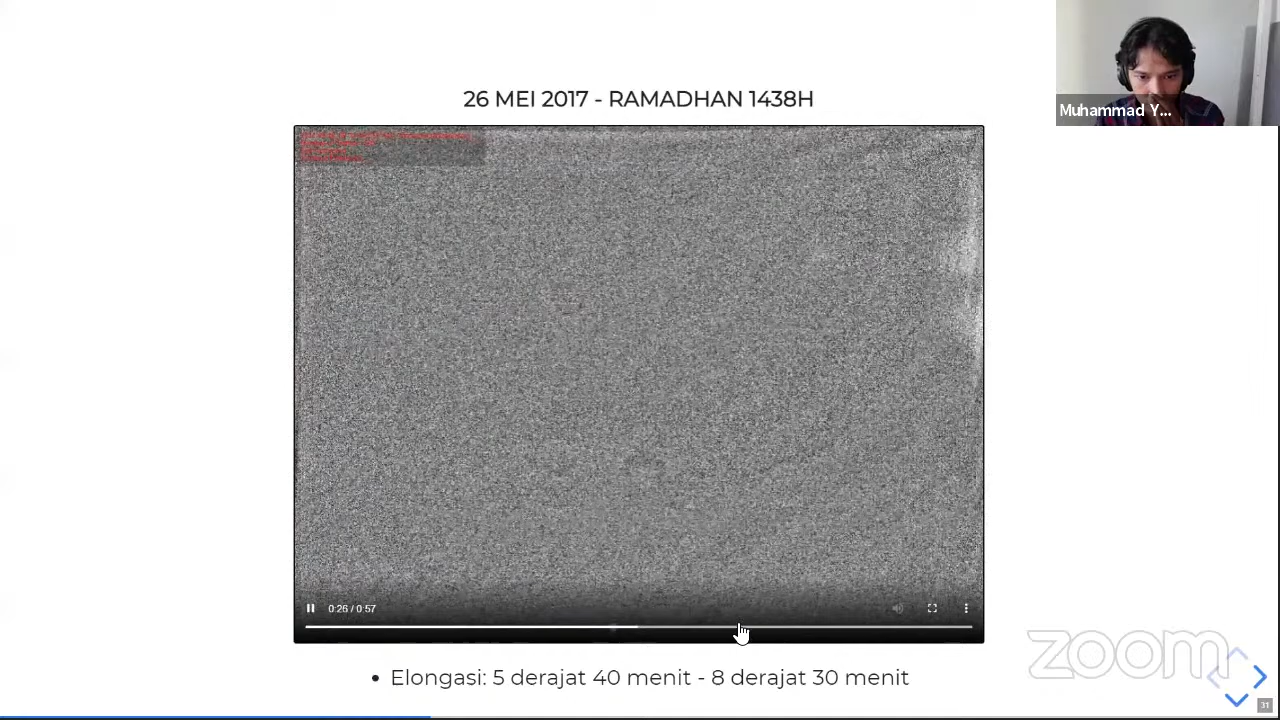 Muhammad Y...
26 MEI 2017 - RAMADHAN 1438H
0:26 / 0:57
• Elongasi: 5 derajat 40 menit - 8 derajat 30 menit
zoom
31